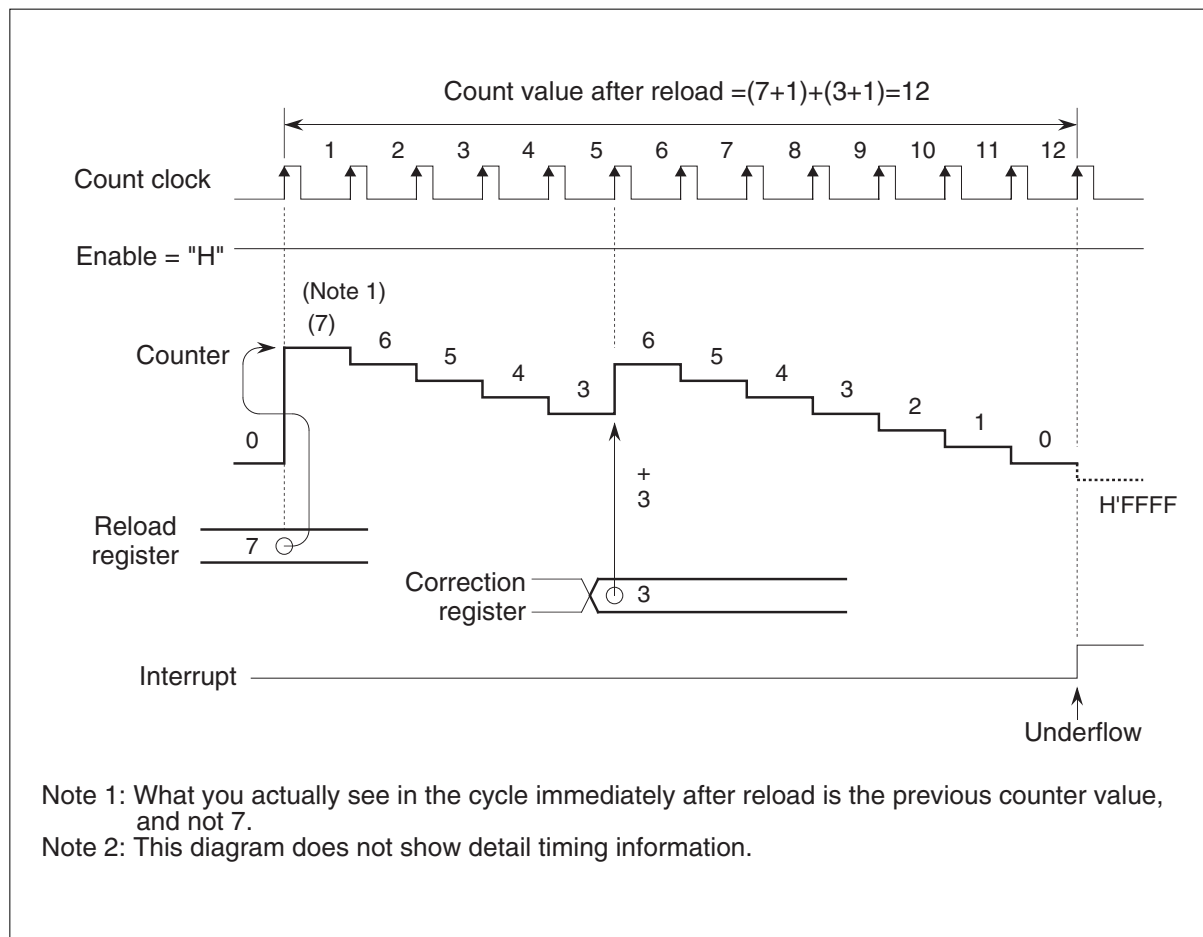 Count value after reload =(7+1)+(3+1)=12
1 2 3 4 5 6 7 8 9 10 11 12
Count clock
Enable = "H"
(Note 1)
(7) 6 5 4 3 6 5 4 3 2 1 0
Counter
0
+
3
H'FFFF
Reload
register
7
Correction
register
3
Interrupt
Underflow
Note 1: What you actually see in the cycle immediately after reload is the previous counter value,
and not 7.
Note 2: This diagram does not show detail timing information.